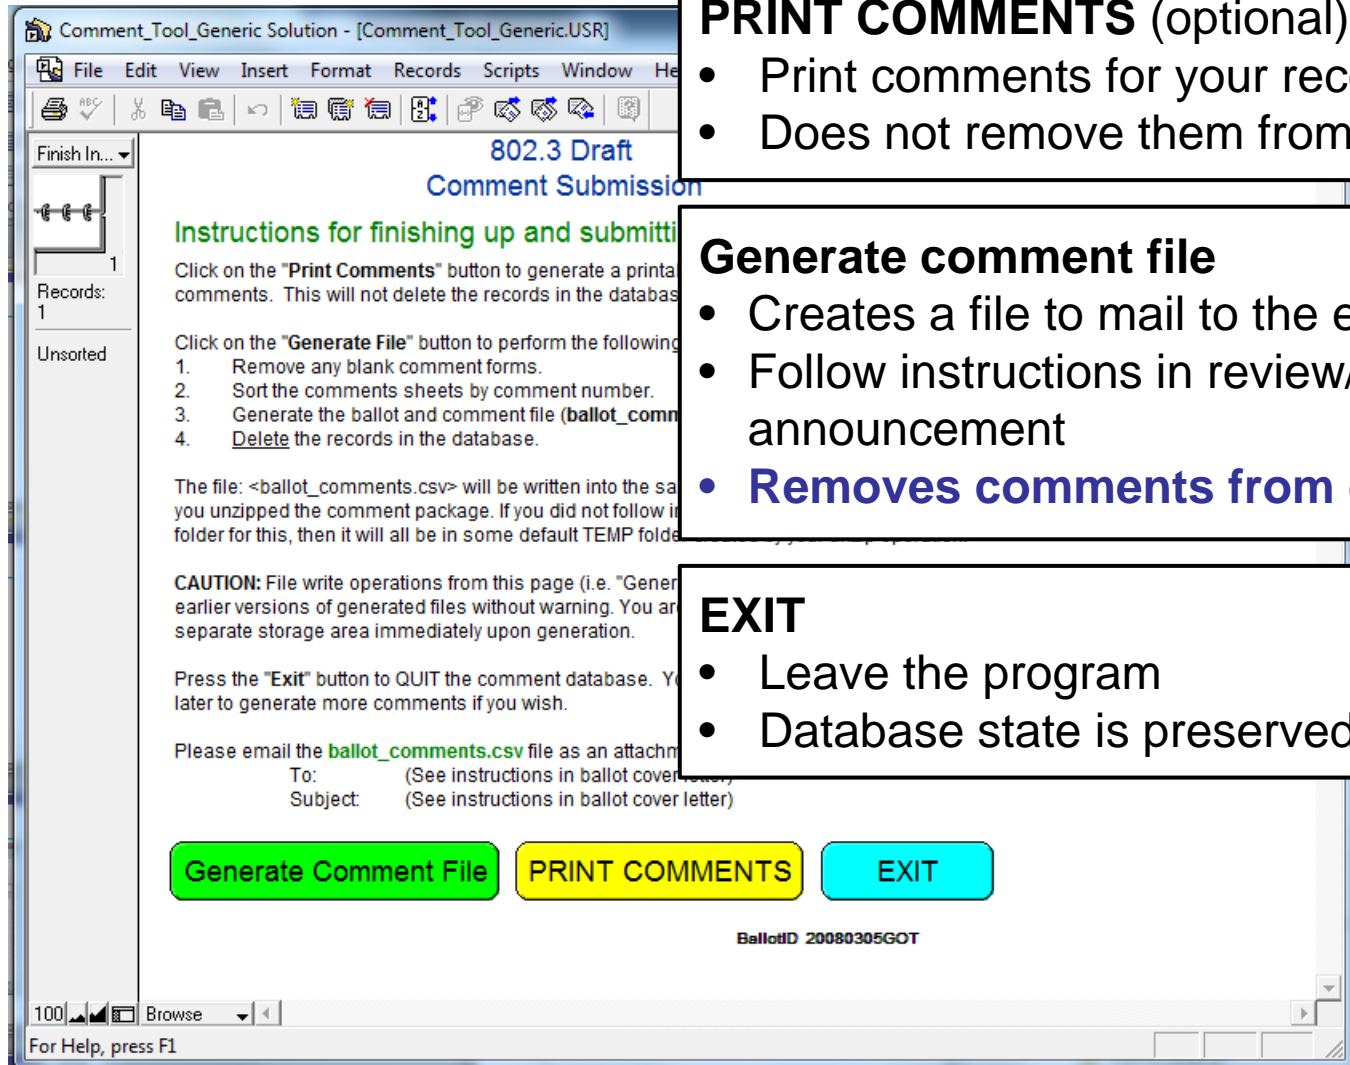 Comment_Tool_Generic Solution - [Comment_Tool_Generic.USR]
File Edit View Insert Format Records Scripts Window He
Finish In...
1
Records:
1
Unsorted
802.3 Draft
Comment Submission
Instructions for finishing up and submitti
Click on the "Print Comments" button to generate a printa
comments. This will not delete the records in the databas
Click on the "Generate File" button to perform the following
1. Remove any blank comment forms.
2. Sort the comments sheets by comment number.
3. Generate the ballot and comment file (ballot_comm
4. Delete the records in the database.
The file: <ballot_comments.csv> will be written into the sa
you unzipped the comment package. If you did not follow i
folder for this, then it will all be in some default TEMP folde
CAUTION: File write operations from this page (i.e. "Gener
earlier versions of generated files without warning. You ar
separate storage area immediately upon generation.
Press the "Exit" button to QUIT the comment database. Y
later to generate more comments if you wish.
Please email the ballot_comments.csv file as an attachm
To: (See instructions in ballot cover letter)
Subject: (See instructions in ballot cover letter)
Generate Comment File PRINT COMMENTS EXIT
BallotID 20080305GOT
100 Browse
For Help, press F1
PRINT COMMENTS (optional)
• Print comments for your reco
• Does not remove them from
Generate comment file
• Creates a file to mail to the e
• Follow instructions in review/
announcement
• Removes comments from
EXIT
• Leave the program
• Database state is preserved